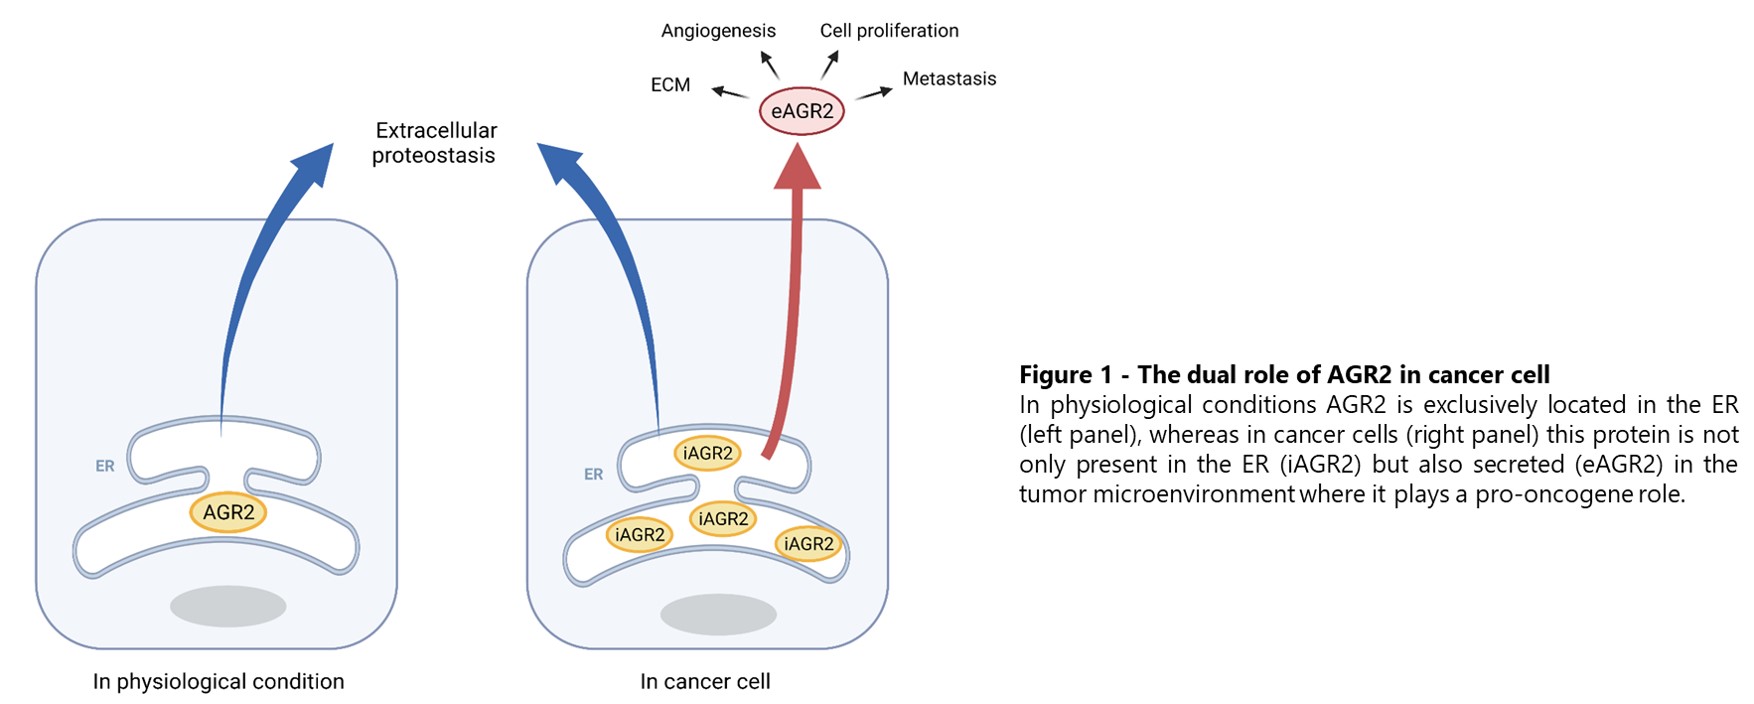 Angiogenesis
Cell proliferation
ECM
Metastasis
eAGR2
Extracellular
proteostasis
ER
AGR2
In physiological condition
ER
iAGR2
iAGR2
iAGR2
iAGR2
In cancer cell
Figure 1 - The dual role of AGR2 in cancer cell
In physiological conditions AGR2 is exclusively located in the ER
(left panel), whereas in cancer cells (right panel) this protein is not
only present in the ER (iAGR2) but also secreted (eAGR2) in the
tumor microenvironment where it plays a pro-oncogene role.